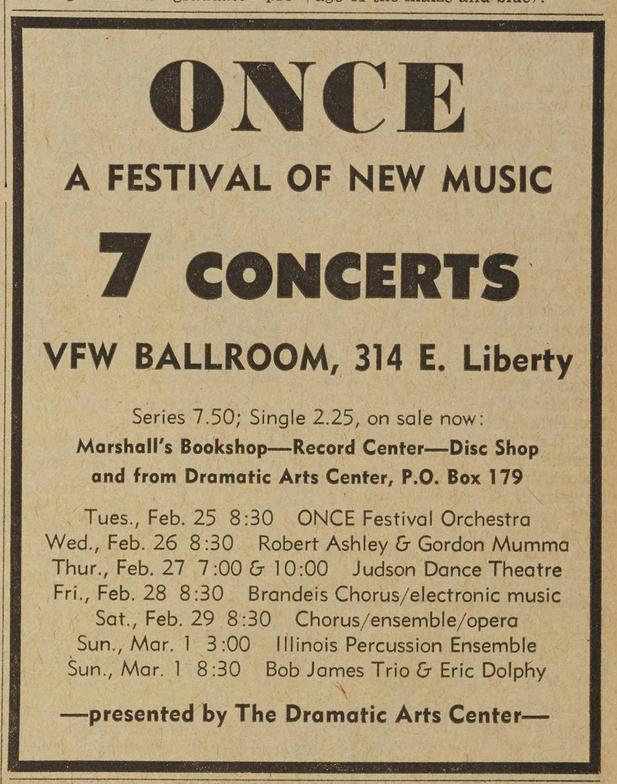 ONCE
A FESTIVAL OF NEW MUSIC
7 CONCERTS
VFW BALLROOM, 314 E. Liberty
Series 7.50; Single 2.25, on sale now:
Marshall's Bookshop—Record Center—Disc Shop
and from Dramatic Arts Center, P.O. Box 179
Tues., Feb. 25 8:30 ONCE Festival Orchestra
Wed., Feb. 26 8:30 Robert Ashley & Gordon Mumma
Thur., Feb. 27 7:00 & 10:00 Judson Dance Theatre
Fri., Feb. 28 8:30 Brandeis Chorus/electronic music
Sat., Feb. 29 8:30 Chorus/ensemble/opera
Sun., Mar. 1 3:00 Illinois Percussion Ensemble
Sun., Mar. 1 8:30 Bob James Trio & Eric Dolphy
—presented by The Dramatic Arts Center—